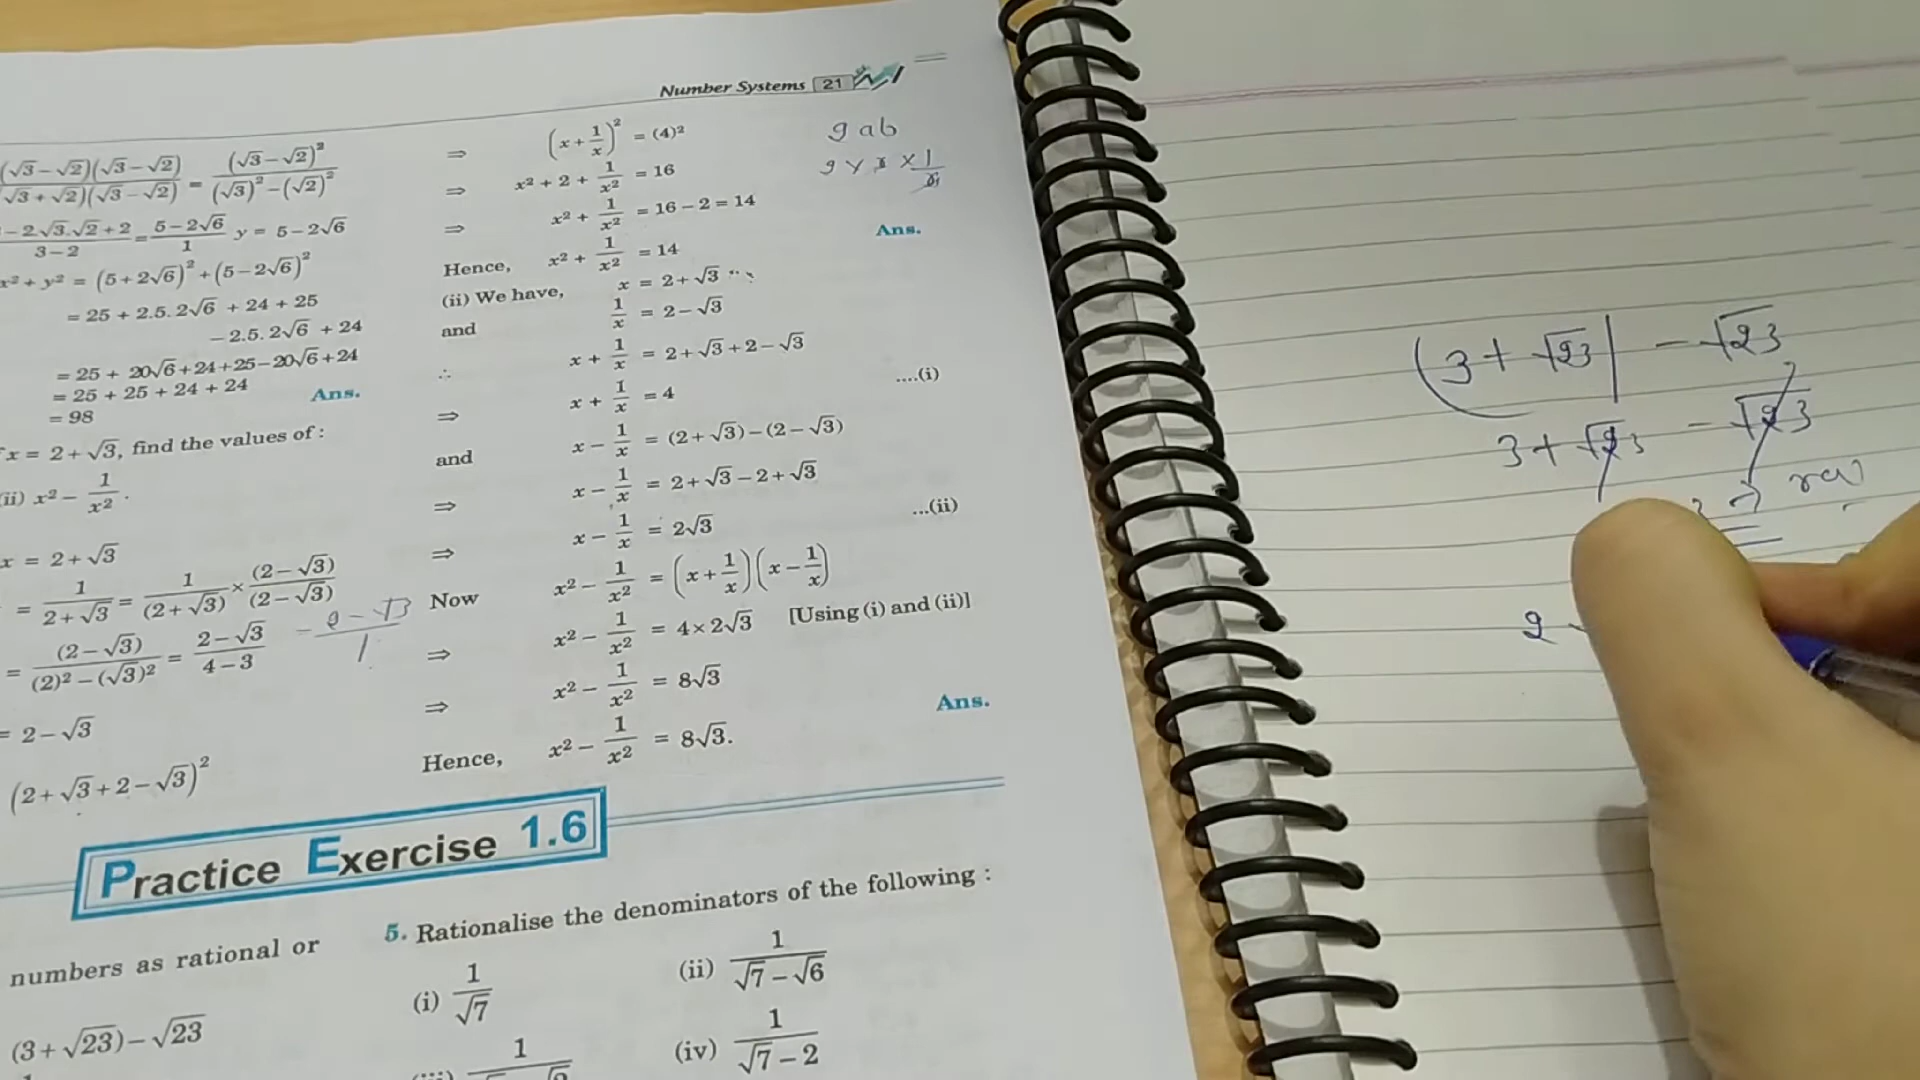 Number Systems 21
(√3 − √2)(√3 − √2) / (√3 + √2)(√3 − √2) = (√3 − √2)² / (√3)² − (√2)²
− 2√3.√2 + 2 / 3 − 2 = 5 − 2√6 / 1 y = 5 − 2√6
x² + y² = (5 + 2√6)² + (5 − 2√6)²
= 25 + 2.5. 2√6 + 24 + 25
− 2.5. 2√6 + 24
= 25 + 20√6 + 24 + 25 − 20√6 + 24
= 25 + 25 + 24 + 24 Ans.
= 98
x = 2 + √3, find the values of :
(ii) x² − 1/x² .
x = 2 + √3
= 1 / 2 + √3 = 1 / (2 + √3) × (2 − √3) / (2 − √3)
= (2 − √3) / (2)² − (√3)² = 2 − √3 / 4 − 3 − 2 − √3 / 1
= 2 − √3
(2 + √3 + 2 − √3)²
⇒ (x + 1/x)² = (4)²
⇒ x² + 2 + 1/x² = 16
⇒ x² + 1/x² = 16 − 2 = 14
Hence, x² + 1/x² = 14 Ans.
(ii) We have, x = 2 + √3
and 1/x = 2 − √3
∴ x + 1/x = 2 + √3 + 2 − √3
⇒ x + 1/x = 4 ....(i)
and x − 1/x = (2 + √3) − (2 − √3)
⇒ x − 1/x = 2 + √3 − 2 + √3
⇒ x − 1/x = 2√3 ...(ii)
Now x² − 1/x² = (x + 1/x)(x − 1/x)
⇒ x² − 1/x² = 4 × 2√3 [Using (i) and (ii)]
⇒ x² − 1/x² = 8√3
Hence, x² − 1/x² = 8√3. Ans.
2ab
2 × x × 1/x
Practice Exercise 1.6
numbers as rational or
(3 + √23) − √23
5. Rationalise the denominators of the following :
(i) 1/√7
(ii) 1 / √7 − √6
(iv) 1 / √7 − 2
(3 + √23) − √23
3 + √23 − √23
2